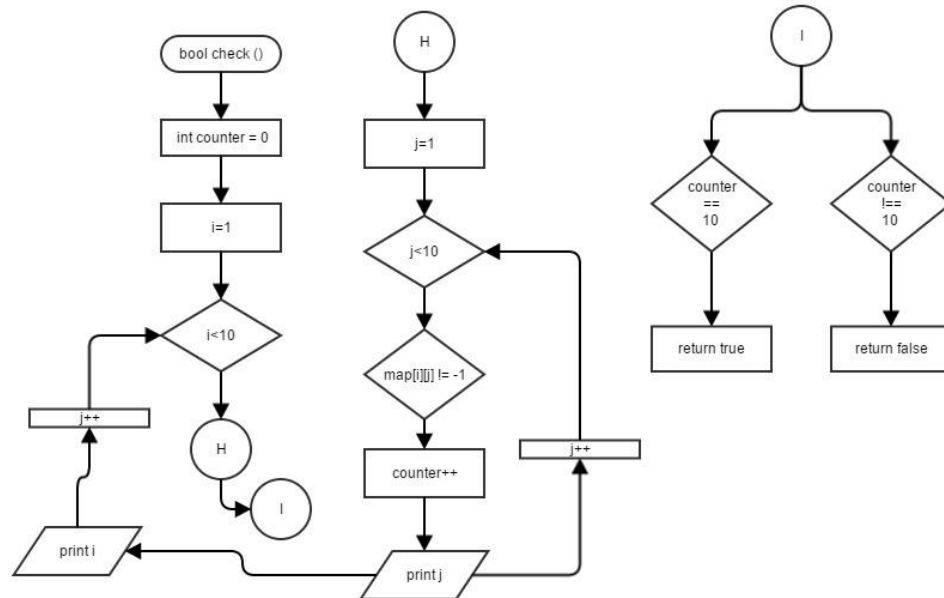 bool check ()
int counter = 0
i=1
i<10
j++
H
I
print i
H
j=1
j<10
map[i][j] != -1
counter++
print j
j++
I
counter
==
10
return true
counter
!==
10
return false